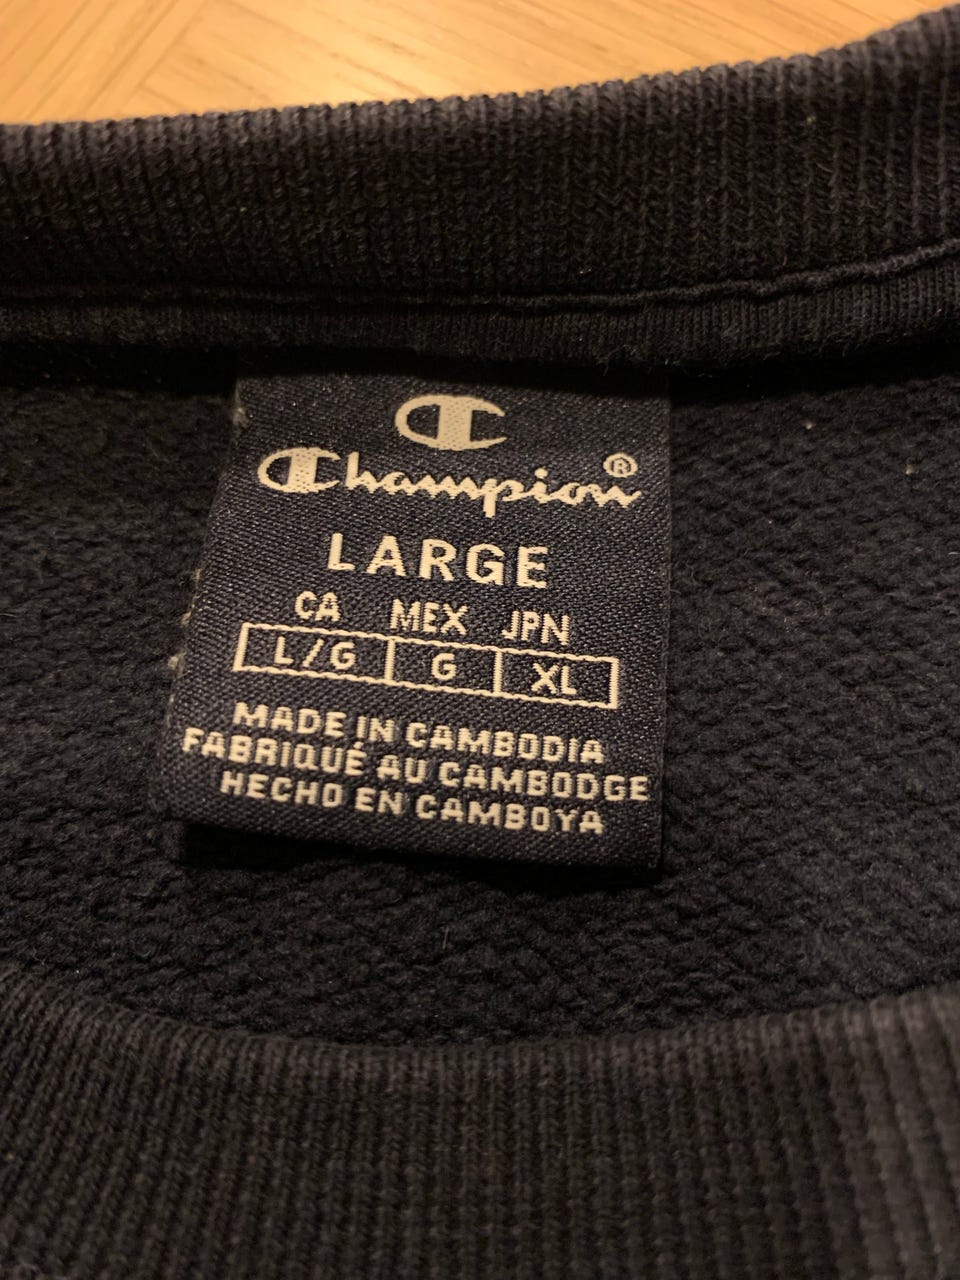 C
Champion®
LARGE
CA MEX JPN
L/G G XL
MADE IN CAMBODIA
FABRIQUÉ AU CAMBODGE
HECHO EN CAMBOYA